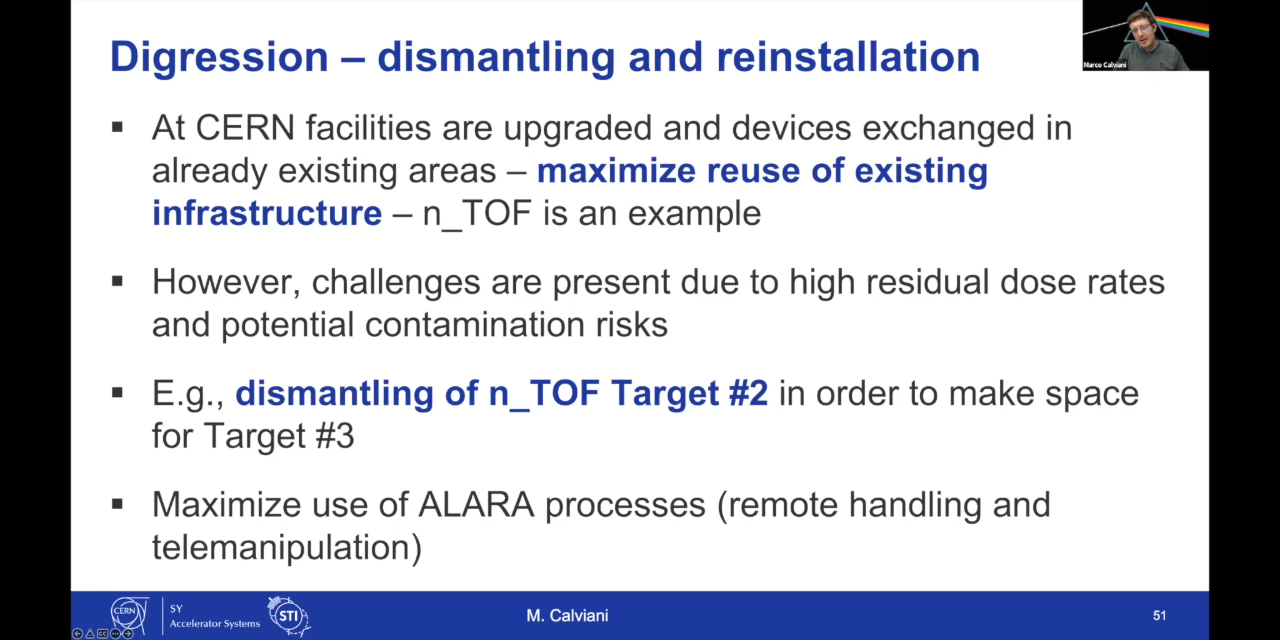 Digression – dismantling and reinstallation
Marco Calviani
▪ At CERN facilities are upgraded and devices exchanged in
already existing areas – maximize reuse of existing
infrastructure – n_TOF is an example
▪ However, challenges are present due to high residual dose rates
and potential contamination risks
▪ E.g., dismantling of n_TOF Target #2 in order to make space
for Target #3
▪ Maximize use of ALARA processes (remote handling and
telemanipulation)
CERN
SY
Accelerator Systems
STI
M. Calviani
51